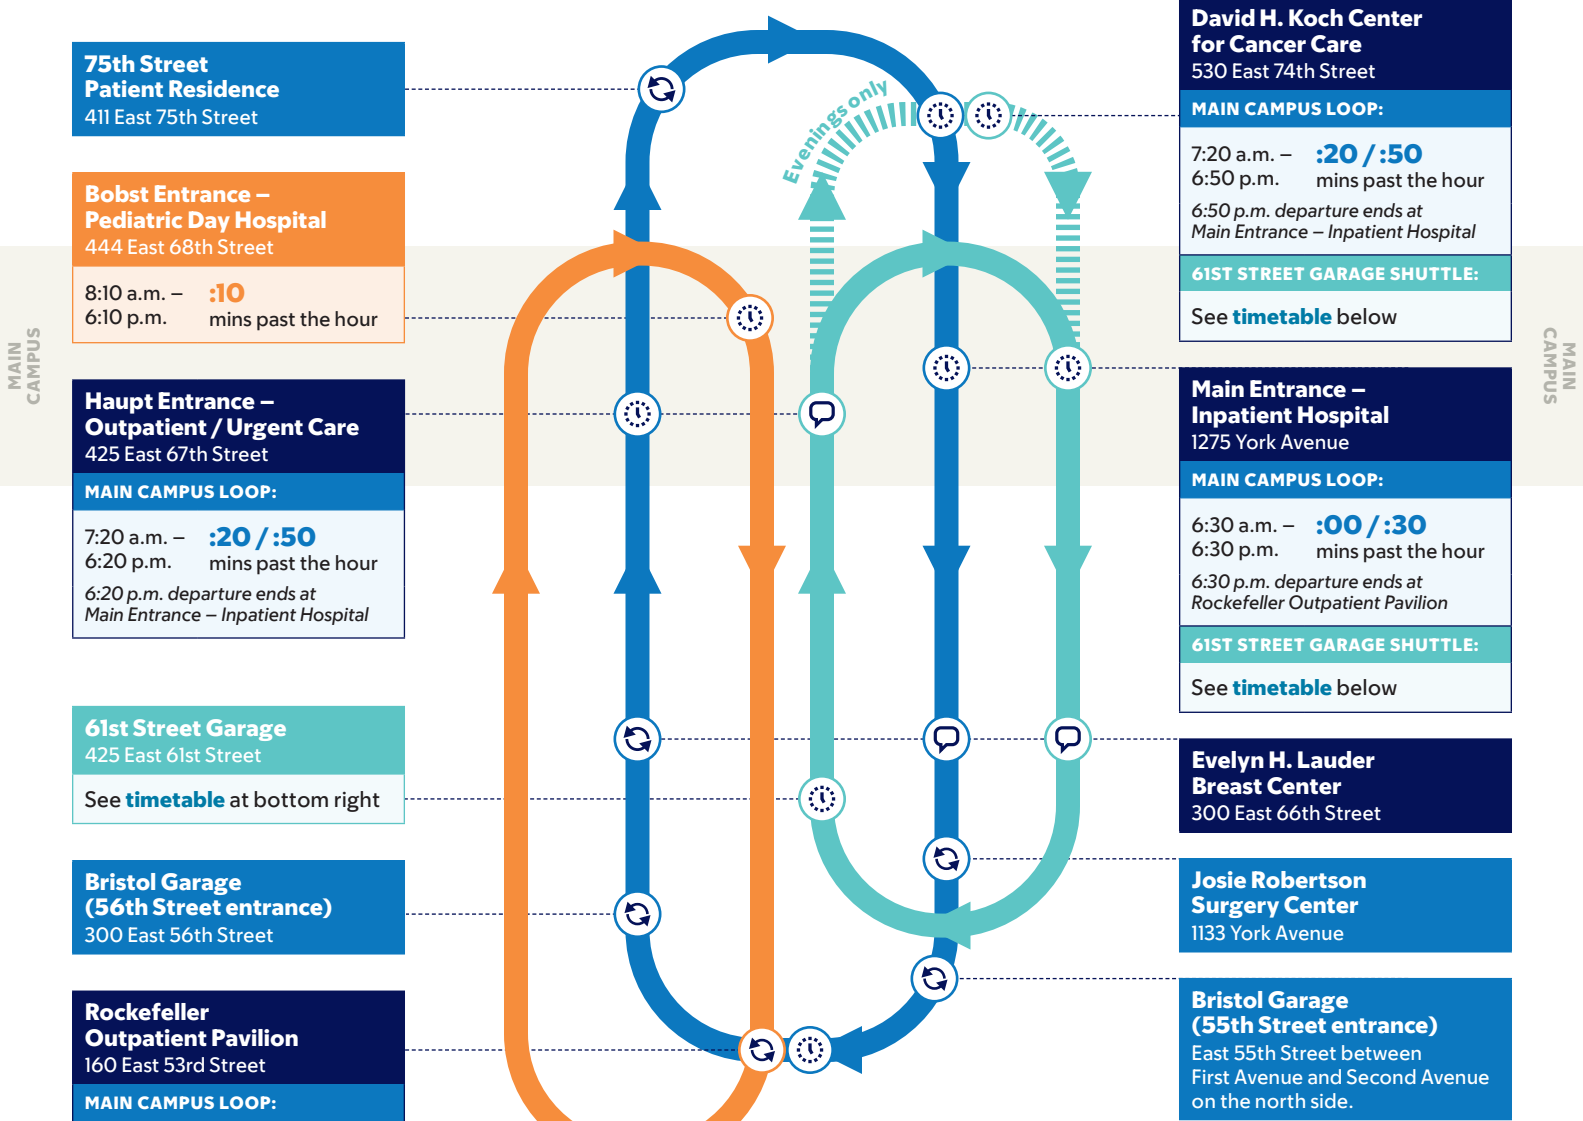 75th Street
Patient Residence
411 East 75th Street
Bobst Entrance –
Pediatric Day Hospital
444 East 68th Street
8:10 a.m. – :10
6:10 p.m. mins past the hour
MAIN
CAMPUS
Haupt Entrance –
Outpatient / Urgent Care
425 East 67th Street
MAIN CAMPUS LOOP:
7:20 a.m. – :20 / :50
6:20 p.m. mins past the hour
6:20 p.m. departure ends at
Main Entrance – Inpatient Hospital
61st Street Garage
425 East 61st Street
See timetable at bottom right
Bristol Garage
(56th Street entrance)
300 East 56th Street
Rockefeller
Outpatient Pavilion
160 East 53rd Street
MAIN CAMPUS LOOP:
Evenings only
David H. Koch Center
for Cancer Care
530 East 74th Street
MAIN CAMPUS LOOP:
7:20 a.m. – :20 / :50
6:50 p.m. mins past the hour
6:50 p.m. departure ends at
Main Entrance – Inpatient Hospital
61ST STREET GARAGE SHUTTLE:
See timetable below
MAIN
CAMPUS
Main Entrance –
Inpatient Hospital
1275 York Avenue
MAIN CAMPUS LOOP:
6:30 a.m. – :00 / :30
6:30 p.m. mins past the hour
6:30 p.m. departure ends at
Rockefeller Outpatient Pavilion
61ST STREET GARAGE SHUTTLE:
See timetable below
Evelyn H. Lauder
Breast Center
300 East 66th Street
Josie Robertson
Surgery Center
1133 York Avenue
Bristol Garage
(55th Street entrance)
East 55th Street between
First Avenue and Second Avenue
on the north side.